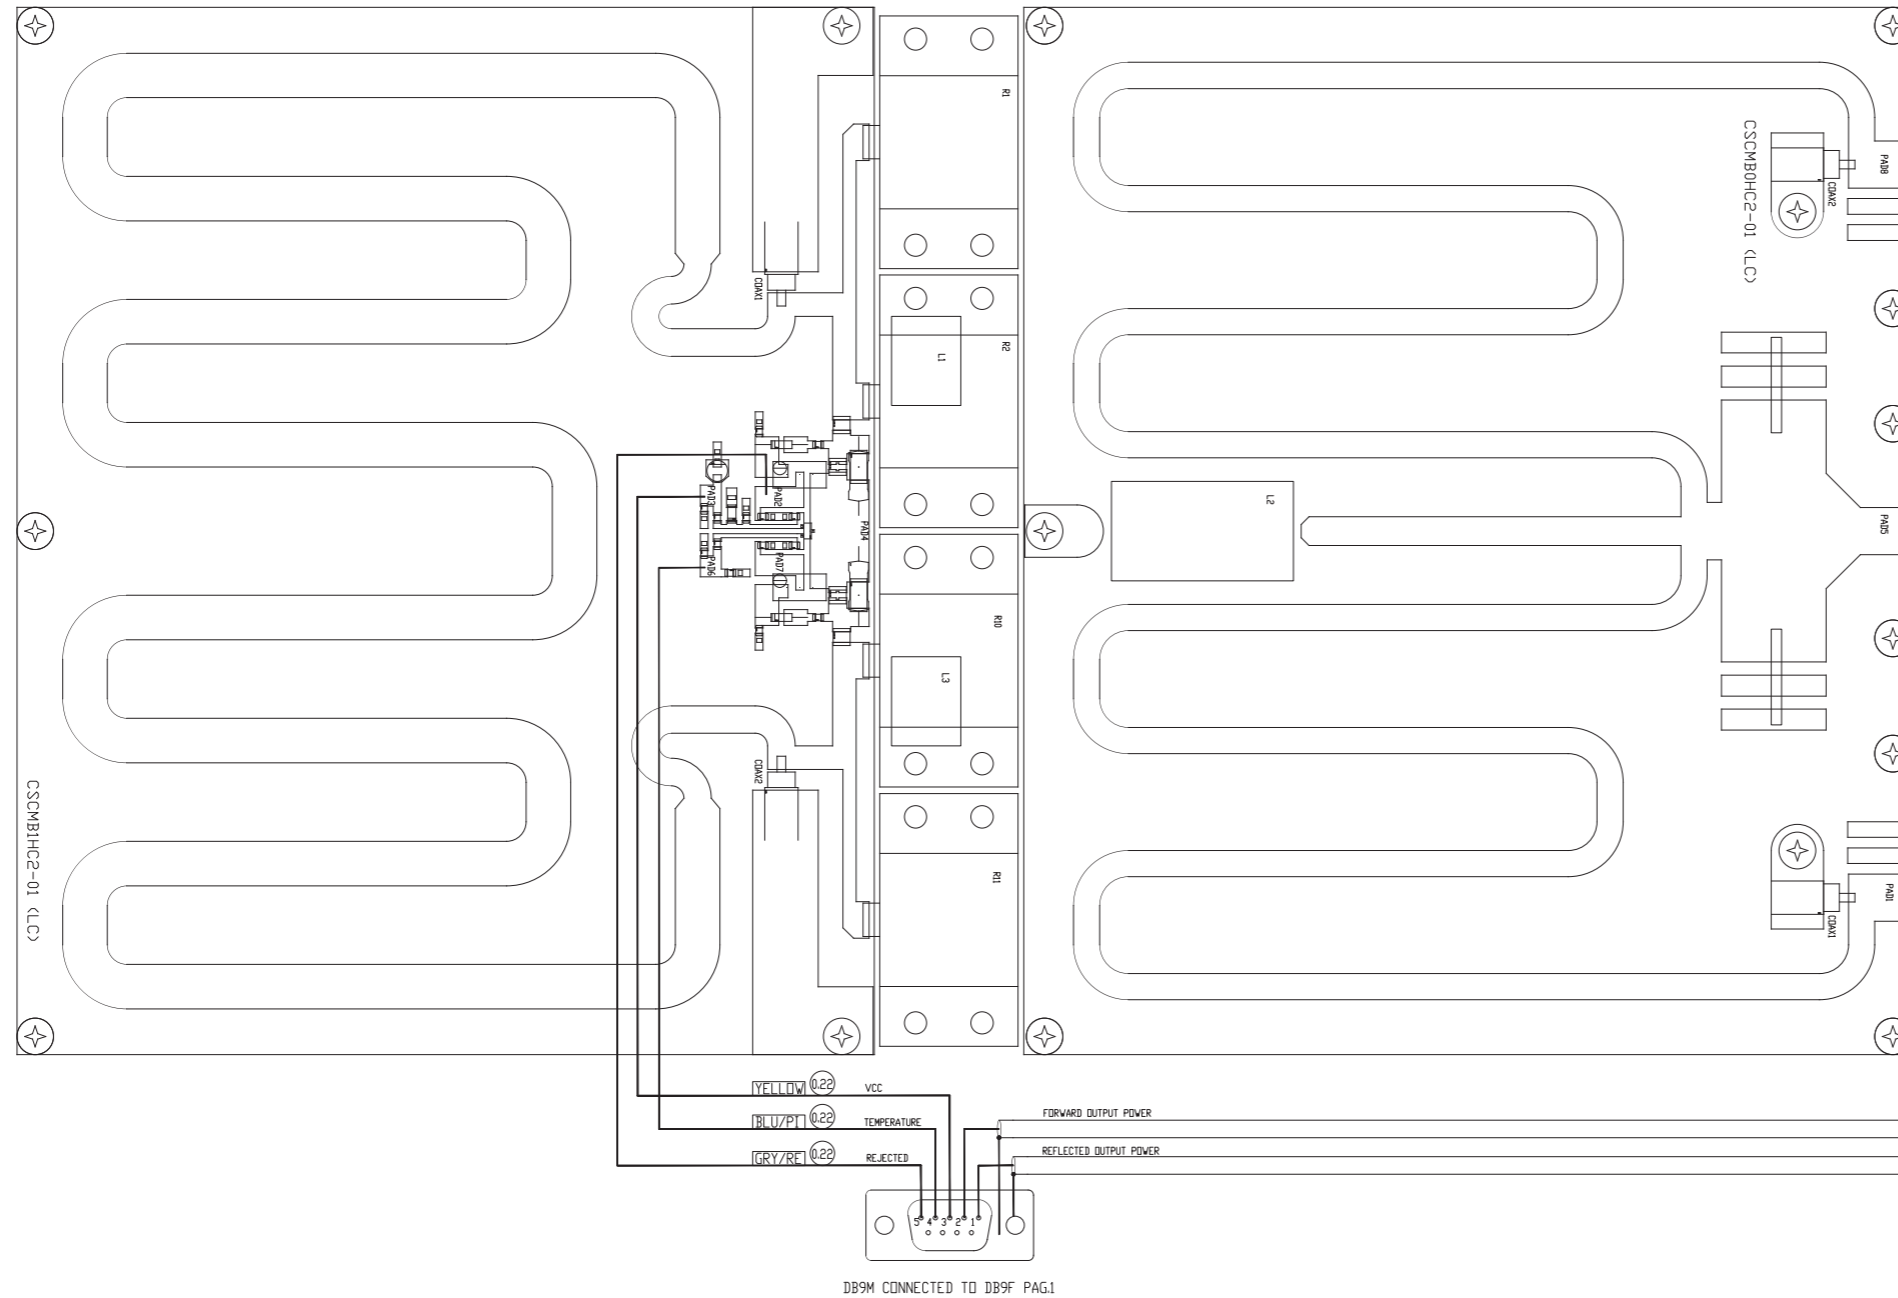 R1
CSCMB0HC2-01 (LC)
PAD8
COAX2
COAX1
R2
L1
PAD3
PAD2
PAD4
L2
PAD5
PAD6
PAD7
R10
L3
COAX2
CSCMB1HC2-01 (LC)
R11
PAD1
COAX1
YELLOW 0.22 VCC
BLU/PI 0.22 TEMPERATURE
GRY/RE 0.22 REJECTED
FORWARD OUTPUT POWER
REFLECTED OUTPUT POWER
5 4 3 2 1
DB9M CONNECTED TO DB9F PAG.1